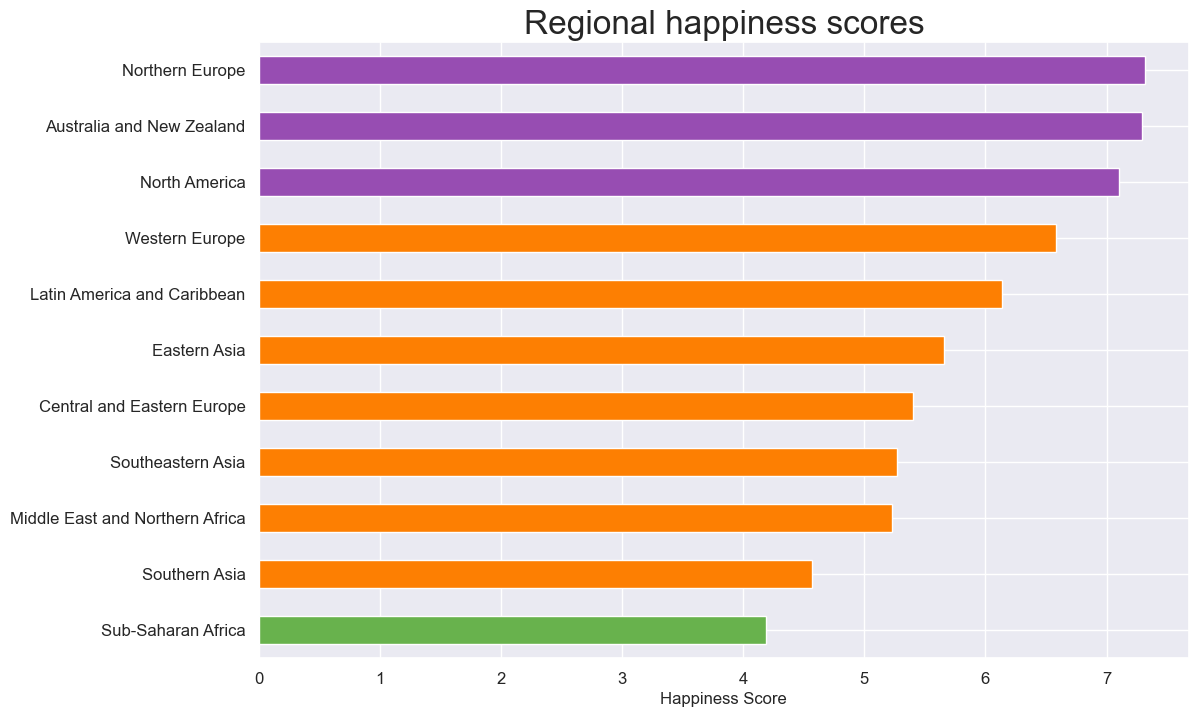 Regional happiness scores
Northern Europe
Australia and New Zealand
North America
Western Europe
Latin America and Caribbean
Eastern Asia
Central and Eastern Europe
Southeastern Asia
Middle East and Northern Africa
Southern Asia
Sub-Saharan Africa
0 1 2 3 4 5 6 7
Happiness Score